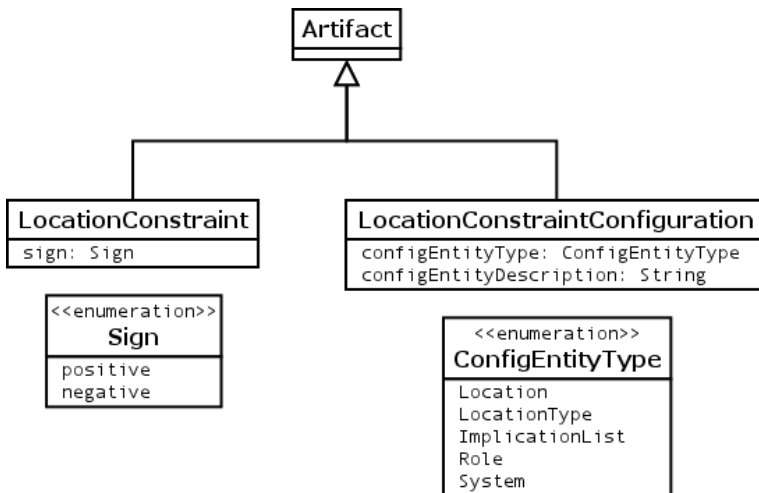 Artifact
LocationConstraint
sign: Sign
LocationConstraintConfiguration
configEntityType: ConfigEntityType
configEntityDescription: String
<<enumeration>>
Sign
positive
negative
<<enumeration>>
ConfigEntityType
Location
LocationType
ImplicationList
Role
System